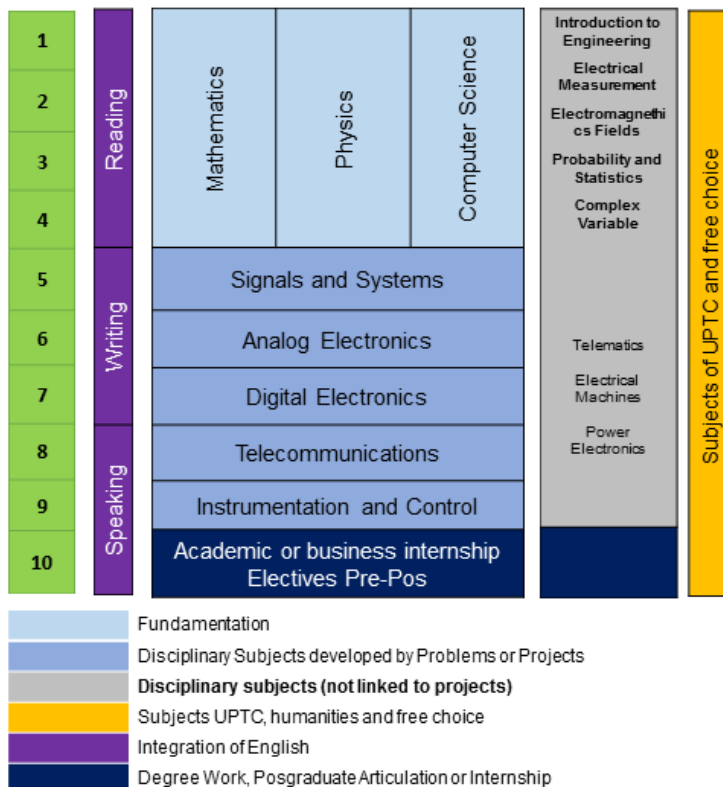 1
2
3
4
5
6
7
8
9
10
Reading
Writing
Speaking
Mathematics
Physics
Computer Science
Signals and Systems
Analog Electronics
Digital Electronics
Telecommunications
Instrumentation and Control
Academic or business internship
Electives Pre-Pos
Introduction to
Engineering
Electrical
Measurement
Electromagnethi
cs Fields
Probability and
Statistics
Complex
Variable
Telematics
Electrical
Machines
Power
Electronics
Subjects of UPTC and free choice
Fundamentation
Disciplinary Subjects developed by Problems or Projects
Disciplinary subjects (not linked to projects)
Subjects UPTC, humanities and free choice
Integration of English
Degree Work, Posgraduate Articulation or Internship